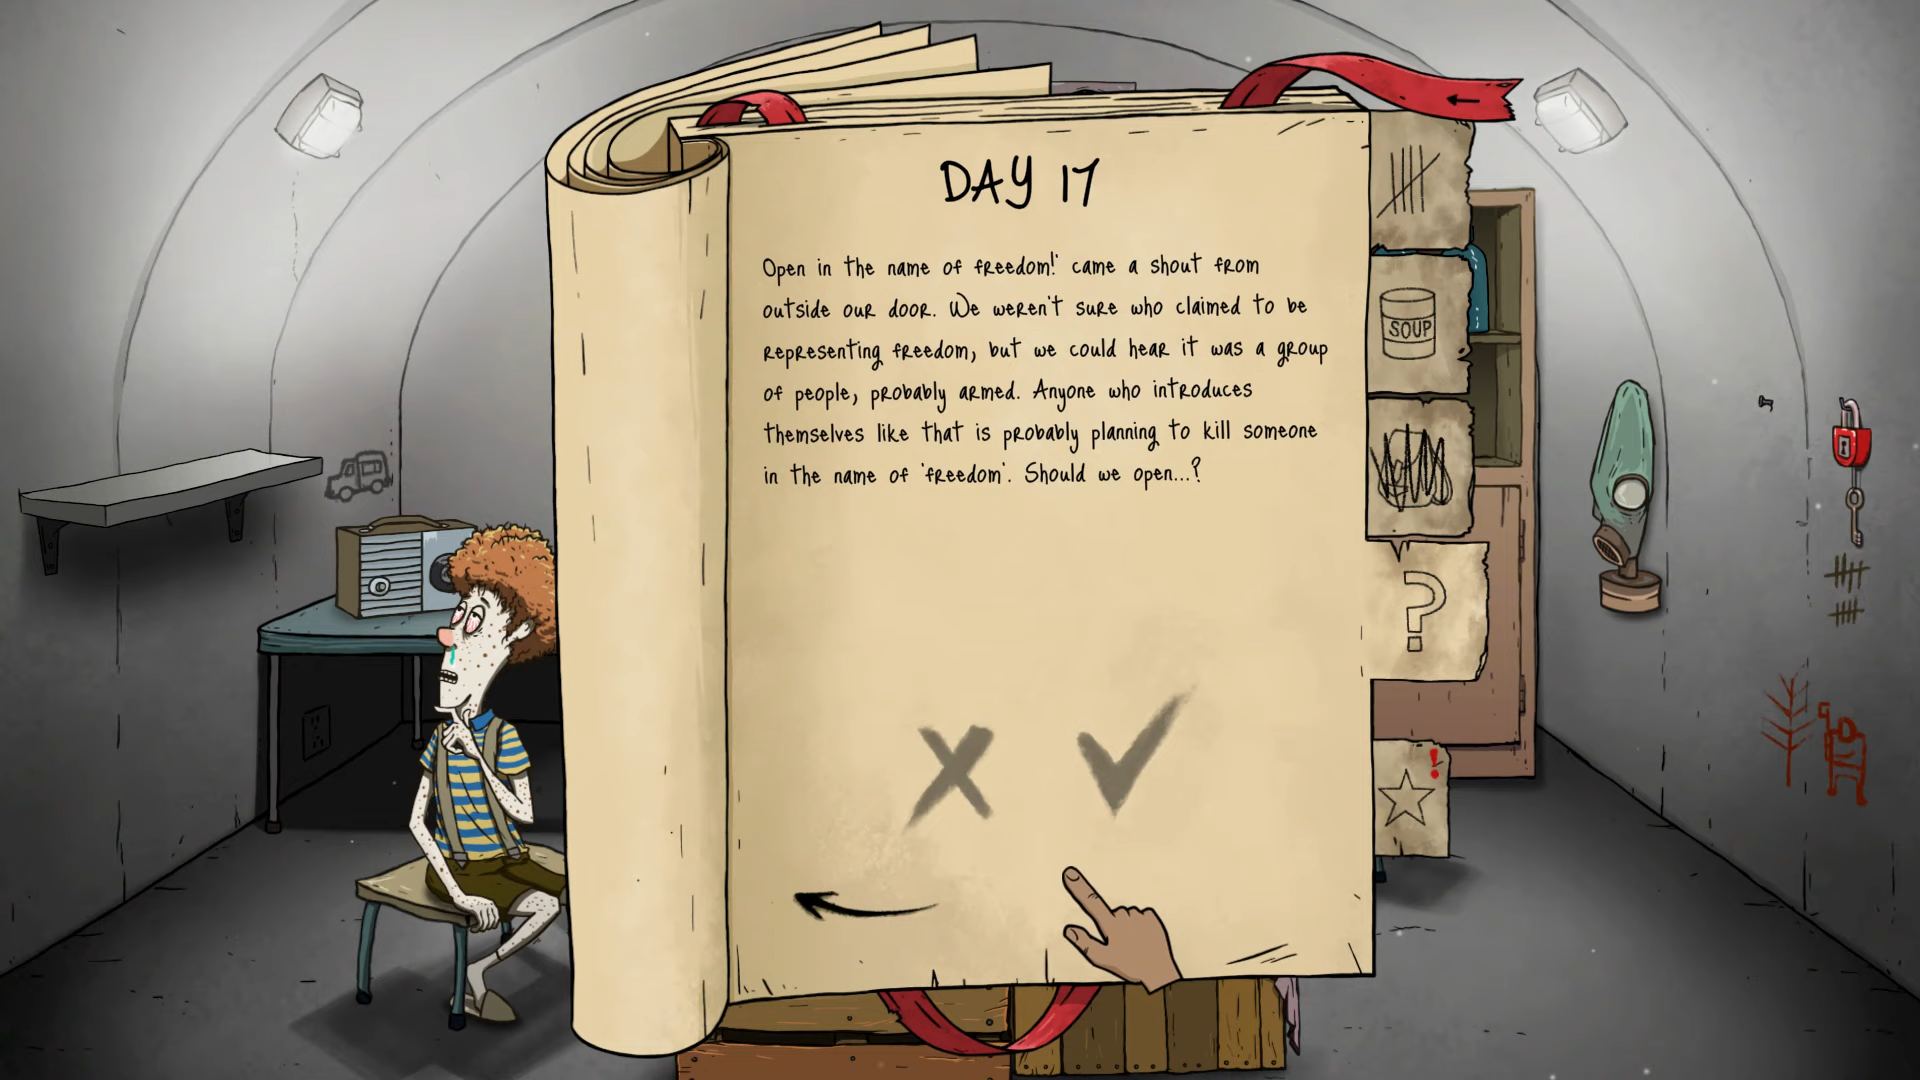 DAY 17
Open in the name of freedom!' came a shout from
outside our door. We weren't sure who claimed to be
representing freedom, but we could hear it was a group
of people, probably armed. Anyone who introduces
themselves like that is probably planning to kill someone
in the name of 'freedom'. Should we open...?
SOUP
?
!